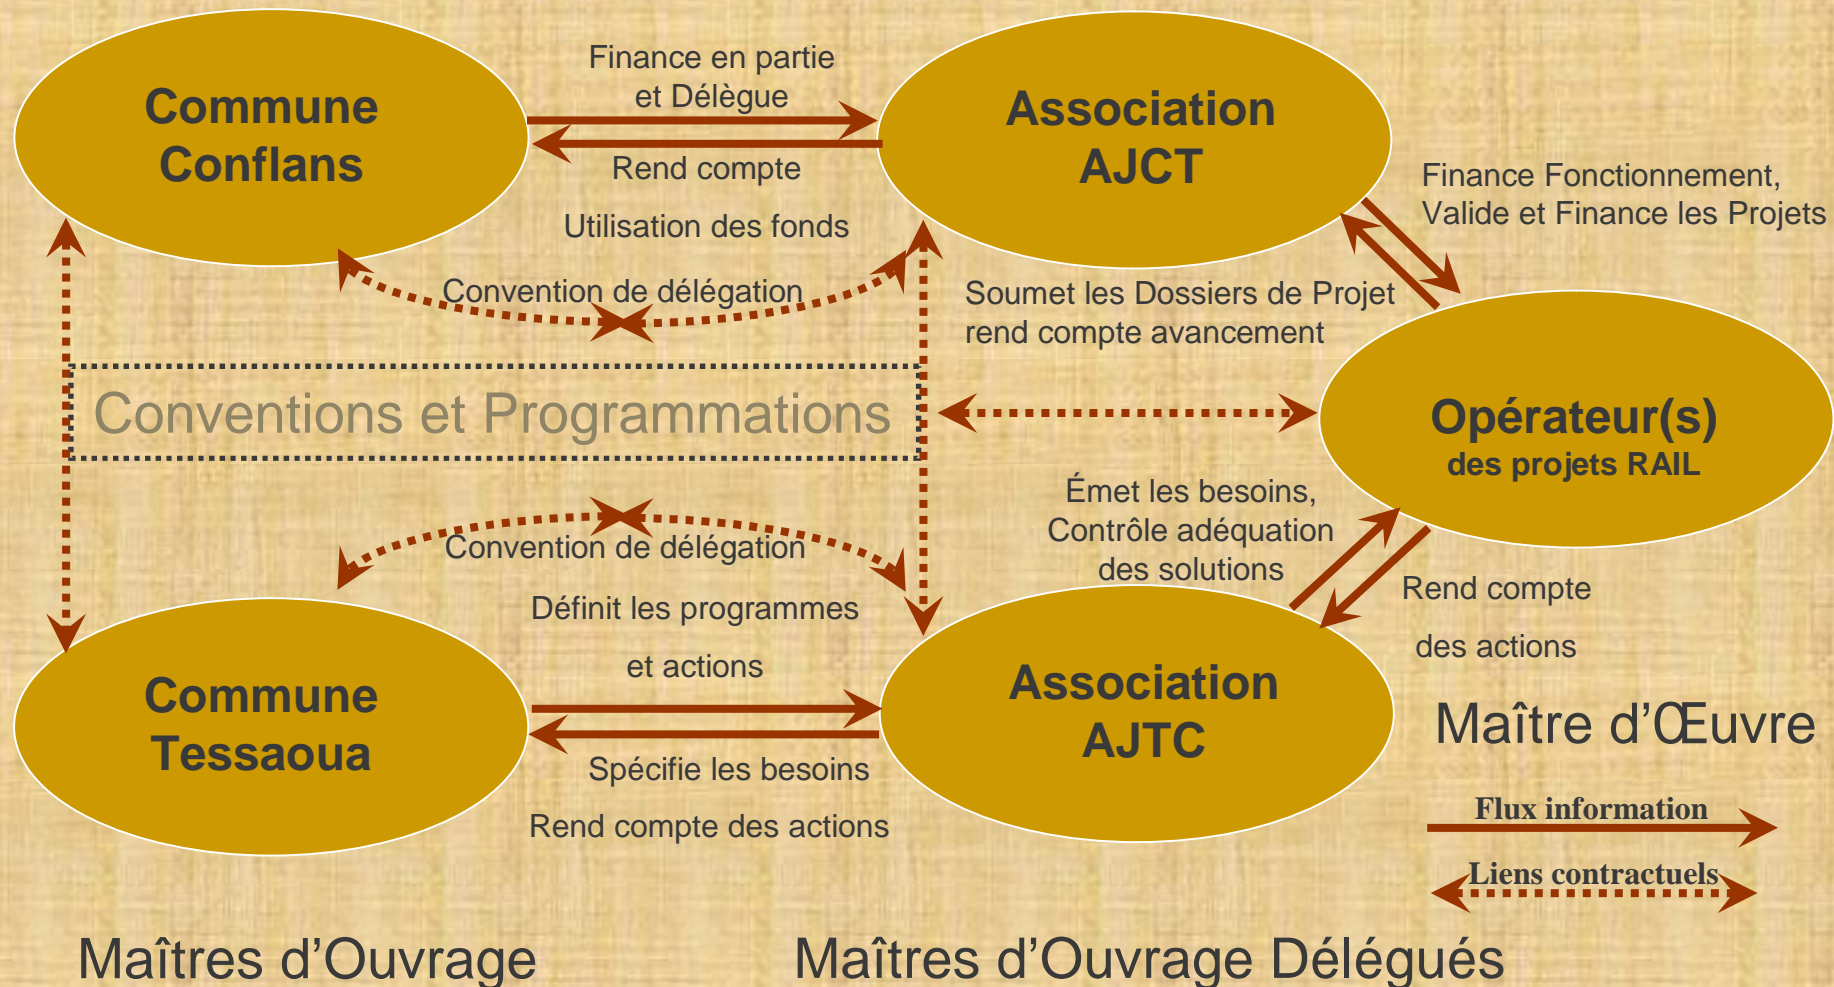 Commune
Conflans
Finance en partie
et Délègue
Rend compte
Utilisation des fonds
Convention de délégation
Association
AJCT
Finance Fonctionnement,
Valide et Finance les Projets
Soumet les Dossiers de Projet
rend compte avancement
Conventions et Programmations
Opérateur(s)
des projets RAIL
Émet les besoins,
Contrôle adéquation
des solutions
Convention de délégation
Définit les programmes
et actions
Rend compte
des actions
Commune
Tessaoua
Spécifie les besoins
Rend compte des actions
Association
AJTC
Maître d’Œuvre
Flux information
Liens contractuels
Maîtres d’Ouvrage
Maîtres d’Ouvrage Délégués